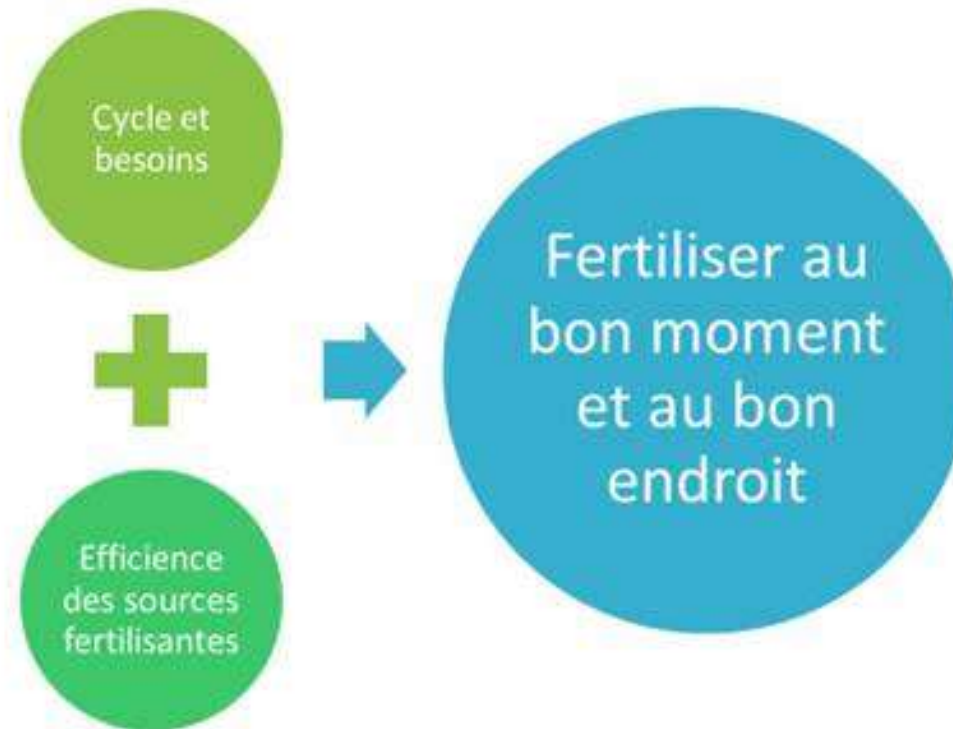 Cycle et
besoins
Efficience
des sources
fertilisantes
Fertiliser au
bon moment
et au bon
endroit